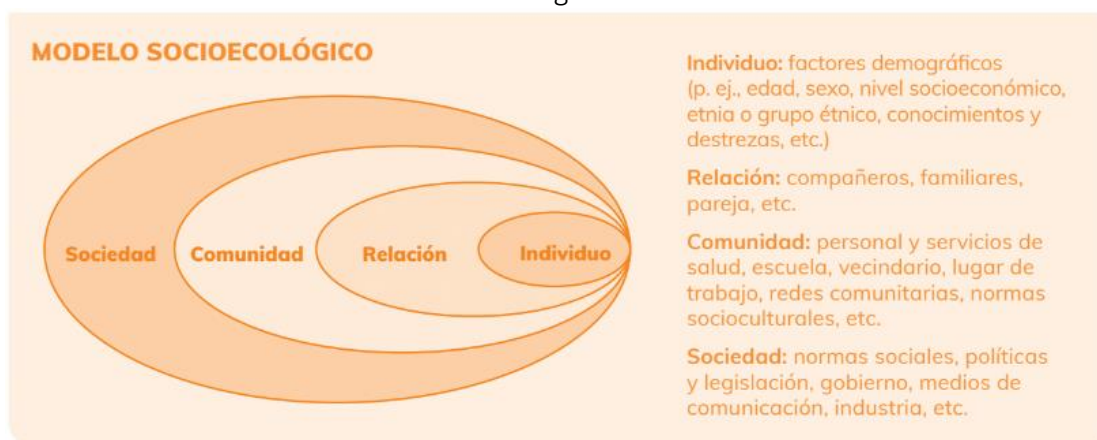 MODELO SOCIOECOLÓGICO
Sociedad
Comunidad
Relación
Individuo
Individuo: factores demográficos
(p. ej., edad, sexo, nivel socioeconómico,
etnia o grupo étnico, conocimientos y
destrezas, etc.)
Relación: compañeros, familiares,
pareja, etc.
Comunidad: personal y servicios de
salud, escuela, vecindario, lugar de
trabajo, redes comunitarias, normas
socioculturales, etc.
Sociedad: normas sociales, políticas
y legislación, gobierno, medios de
comunicación, industria, etc.